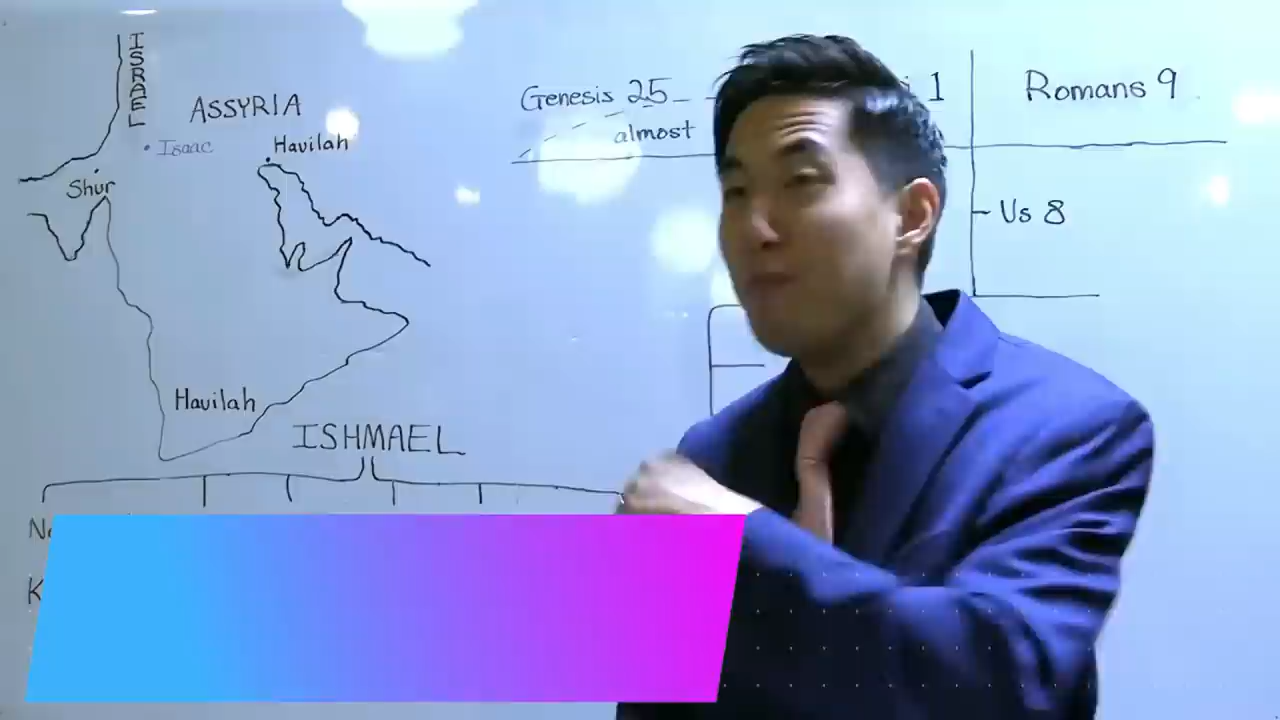 ISRAEL
ASSYRIA
Isaac
Havilah
Shur
Havilah
ISHMAEL
Genesis 25
almost
1
Romans 9
Vs 8